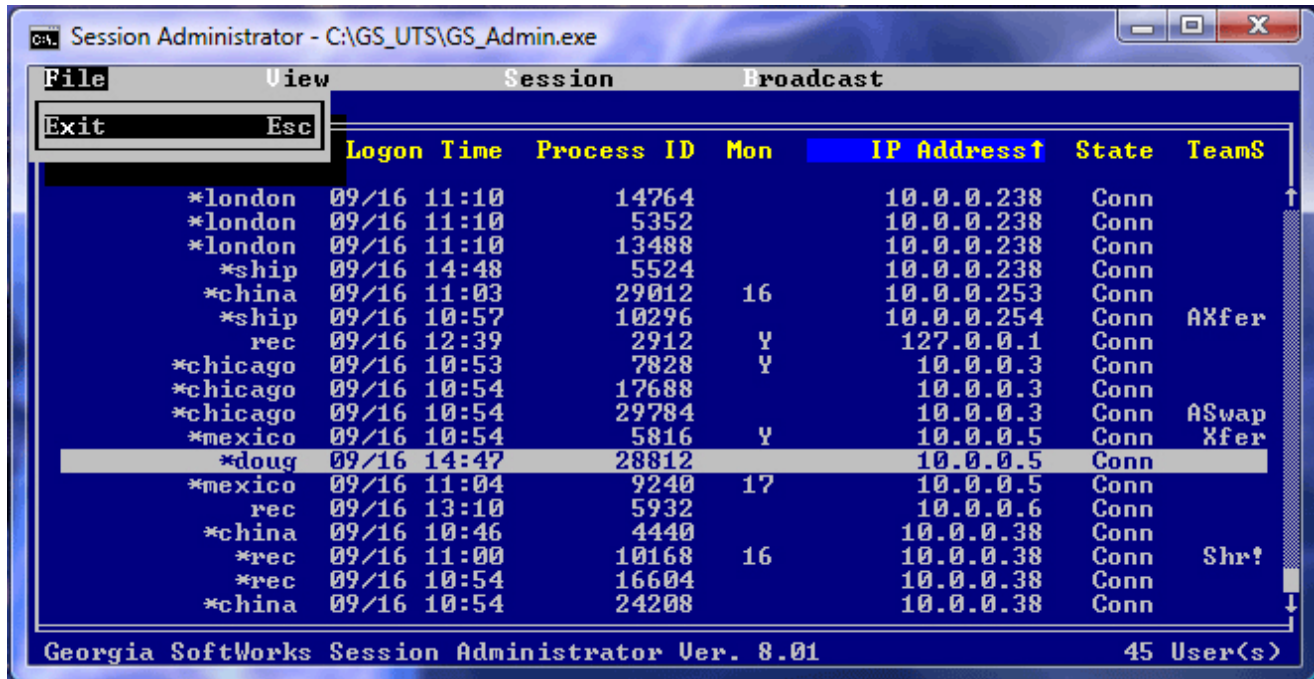 Session Administrator - C:\GS_UTS\GS_Admin.exe
File View Session Broadcast
Exit Esc
Logon Time Process ID Mon IP Address↑ State TeamS
*london 09/16 11:10 14764 10.0.0.238 Conn
*london 09/16 11:10 5352 10.0.0.238 Conn
*london 09/16 11:10 13488 10.0.0.238 Conn
*ship 09/16 14:48 5524 10.0.0.238 Conn
*china 09/16 11:03 29012 16 10.0.0.253 Conn
*ship 09/16 10:57 10296 10.0.0.254 Conn AXfer
rec 09/16 12:39 2912 Y 127.0.0.1 Conn
*chicago 09/16 10:53 7828 Y 10.0.0.3 Conn
*chicago 09/16 10:54 17688 10.0.0.3 Conn
*chicago 09/16 10:54 29784 10.0.0.3 Conn ASwap
*mexico 09/16 10:54 5816 Y 10.0.0.5 Conn Xfer
*doug 09/16 14:47 28812 10.0.0.5 Conn
*mexico 09/16 11:04 9240 17 10.0.0.5 Conn
rec 09/16 13:10 5932 10.0.0.6 Conn
*china 09/16 10:46 4440 10.0.0.38 Conn
*rec 09/16 11:00 10168 16 10.0.0.38 Conn Shr!
*rec 09/16 10:54 16604 10.0.0.38 Conn
*china 09/16 10:54 24208 10.0.0.38 Conn
Georgia SoftWorks Session Administrator Ver. 8.01 45 User(s)